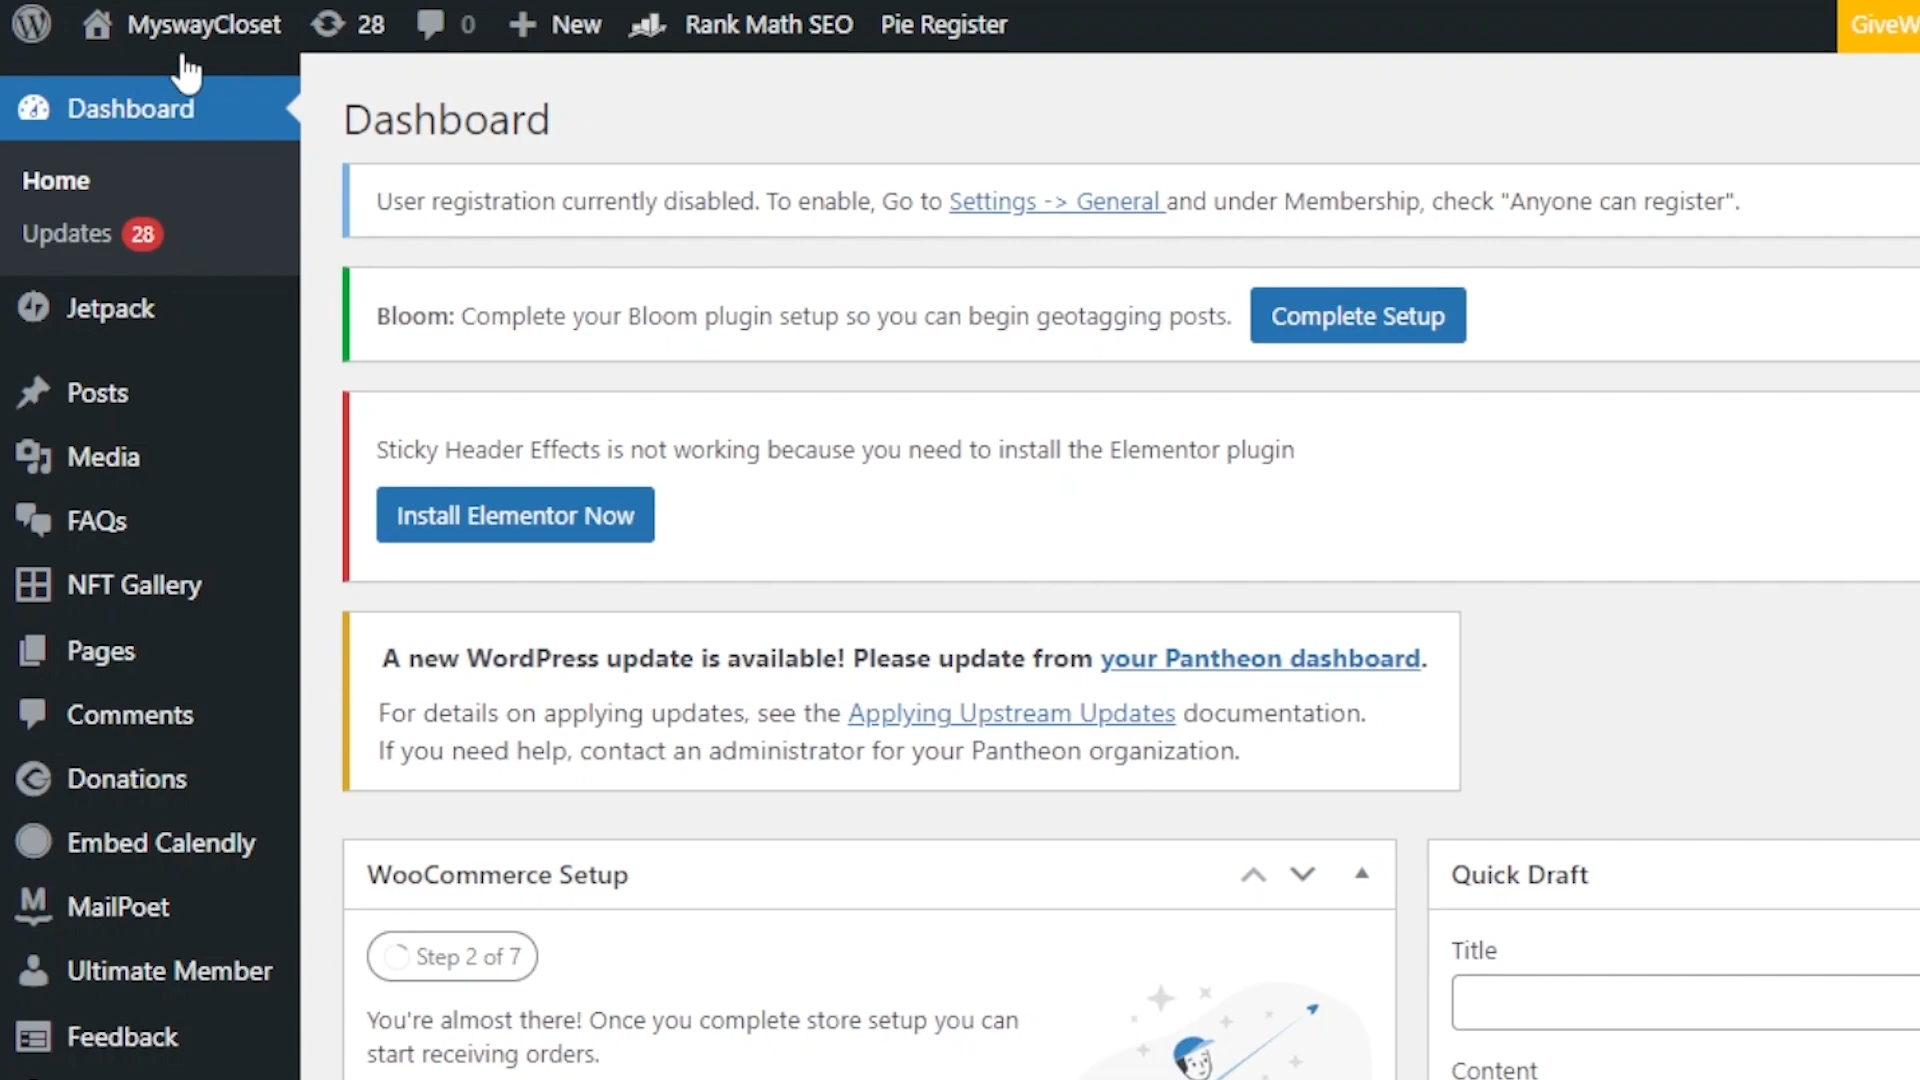 MyswayCloset 28 0 New Rank Math SEO Pie Register GiveW
Dashboard
Home
Updates 28
Jetpack
Posts
Media
FAQs
NFT Gallery
Pages
Comments
Donations
Embed Calendly
MailPoet
Ultimate Member
Feedback
Dashboard
User registration currently disabled. To enable, Go to Settings -> General and under Membership, check "Anyone can register".
Bloom: Complete your Bloom plugin setup so you can begin geotagging posts. Complete Setup
Sticky Header Effects is not working because you need to install the Elementor plugin
Install Elementor Now
A new WordPress update is available! Please update from your Pantheon dashboard.
For details on applying updates, see the Applying Upstream Updates documentation.
If you need help, contact an administrator for your Pantheon organization.
WooCommerce Setup
Step 2 of 7
You're almost there! Once you complete store setup you can
start receiving orders.
Quick Draft
Title
Content